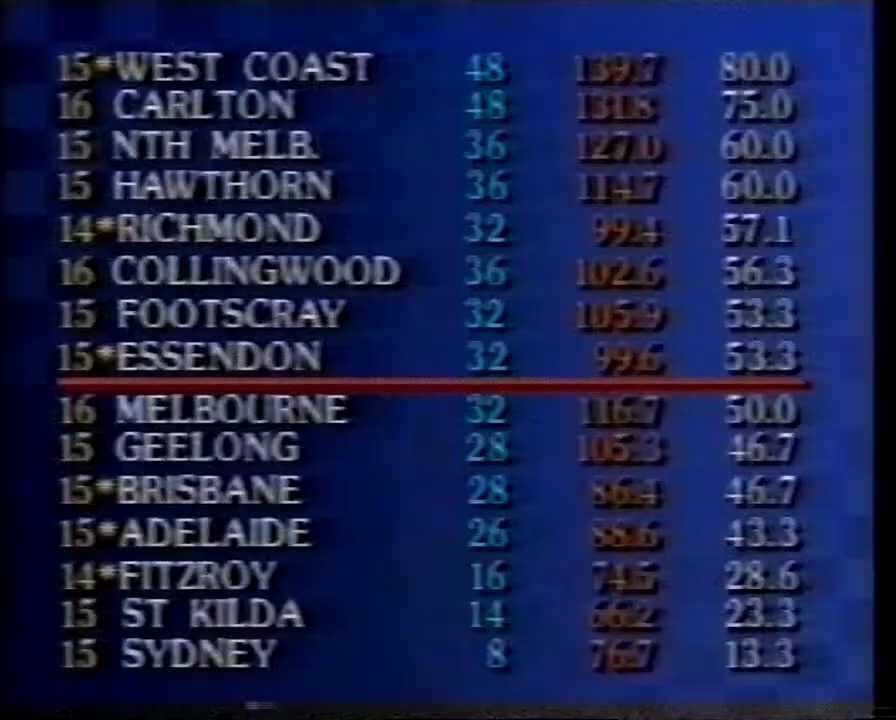 15*WEST COAST 48 139.7 80.0
16 CARLTON 48 131.8 75.0
15 NTH MELB. 36 127.0 60.0
15 HAWTHORN 36 114.7 60.0
14*RICHMOND 32 99.4 57.1
16 COLLINGWOOD 36 102.6 56.3
15 FOOTSCRAY 32 105.9 53.3
15*ESSENDON 32 99.6 53.3
16 MELBOURNE 32 116.7 50.0
15 GEELONG 28 105.3 46.7
15*BRISBANE 28 86.4 46.7
15*ADELAIDE 26 88.6 43.3
14*FITZROY 16 74.5 28.6
15 ST KILDA 14 66.2 23.3
15 SYDNEY 8 76.7 13.3